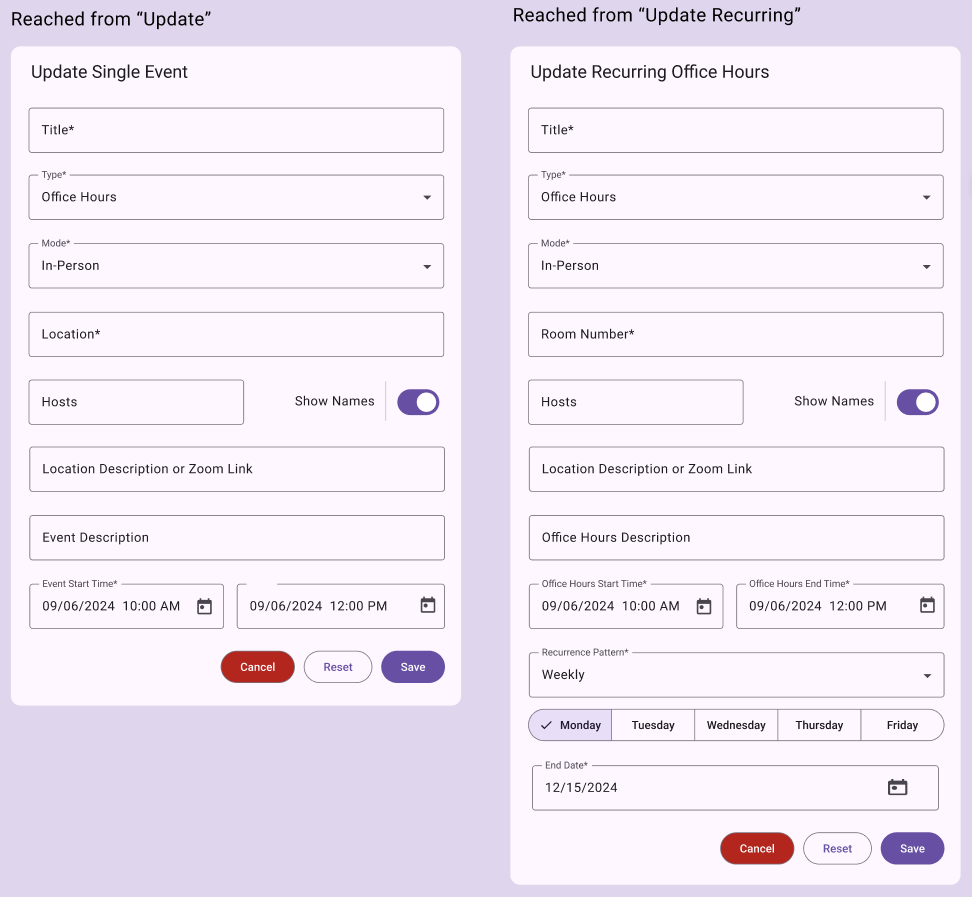 Reached from “Update”
Update Single Event
Title*
Type*
Office Hours
Mode*
In-Person
Location*
Hosts
Show Names
Location Description or Zoom Link
Event Description
Event Start Time*
09/06/2024 10:00 AM
09/06/2024 12:00 PM
Cancel
Reset
Save
Reached from “Update Recurring”
Update Recurring Office Hours
Title*
Type*
Office Hours
Mode*
In-Person
Room Number*
Hosts
Show Names
Location Description or Zoom Link
Office Hours Description
Office Hours Start Time*
09/06/2024 10:00 AM
Office Hours End Time*
09/06/2024 12:00 PM
Recurrence Pattern*
Weekly
Monday
Tuesday
Wednesday
Thursday
Friday
End Date*
12/15/2024
Cancel
Reset
Save